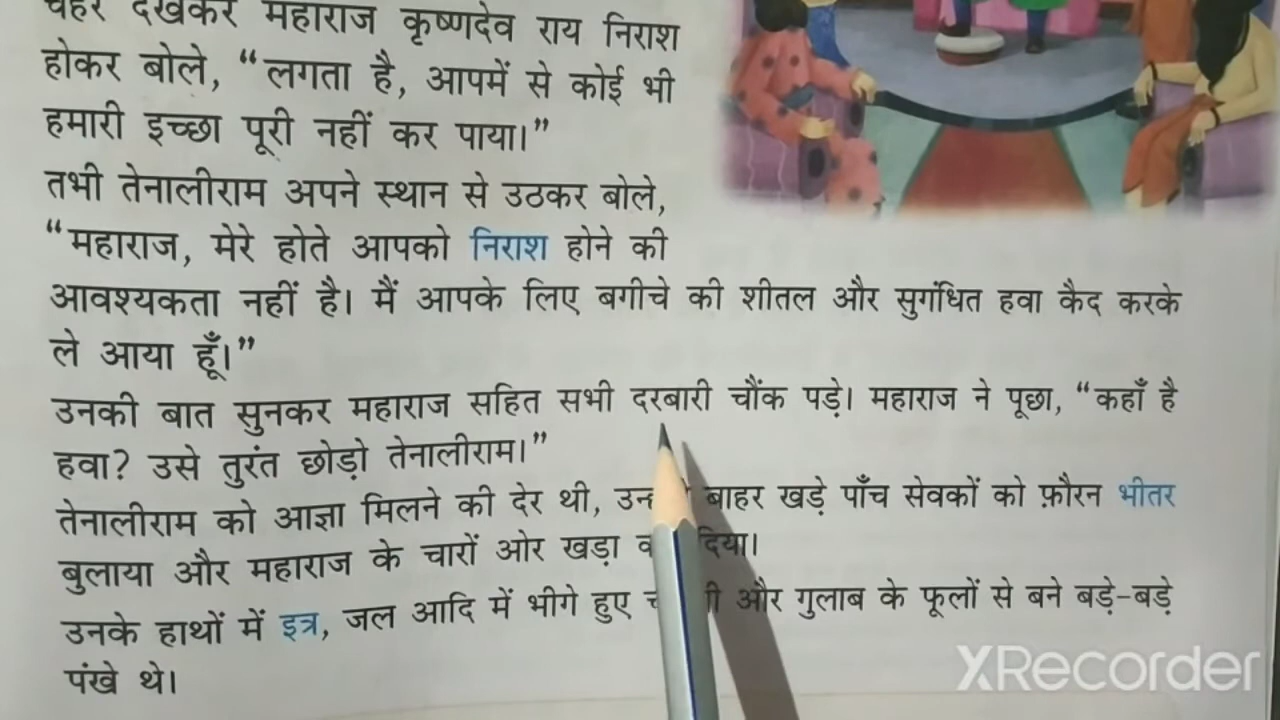 देखकर महाराज कृष्णदेव राय निराश
होकर बोले, “लगता है, आपमें से कोई भी
हमारी इच्छा पूरी नहीं कर पाया।”
तभी तेनालीराम अपने स्थान से उठकर बोले,
“महाराज, मेरे होते आपको निराश होने की
आवश्यकता नहीं है। मैं आपके लिए बगीचे की शीतल और सुगंधित हवा कैद करके
ले आया हूँ।”
उनकी बात सुनकर महाराज सहित सभी दरबारी चौंक पड़े। महाराज ने पूछा, “कहाँ है
हवा? उसे तुरंत छोड़ो तेनालीराम।”
तेनालीराम को आज्ञा मिलने की देर थी, बाहर खड़े पाँच सेवकों को फ़ौरन भीतर
बुलाया और महाराज के चारों ओर खड़ा दिया।
उनके हाथों में इत्र, जल आदि में भीगे हुए और गुलाब के फूलों से बने बड़े-बड़े
पंखे थे।
XRecorder